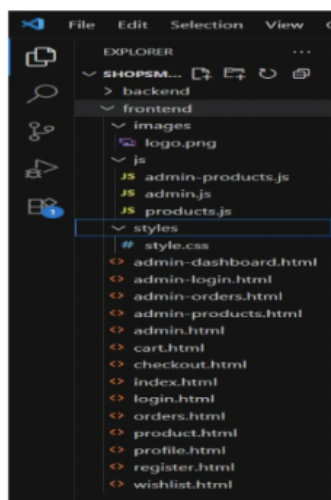 File Edit Selection View
EXPLORER ...
SHOPSM...
backend
frontend
images
logo.png
js
JS admin-products.js
JS admin.js
JS products.js
styles
# style.css
<> admin-dashboard.html
<> admin-login.html
<> admin-orders.html
<> admin-products.html
<> admin.html
<> cart.html
<> checkout.html
<> index.html
<> login.html
<> orders.html
<> product.html
<> profile.html
<> register.html
<> wishlist.html
1